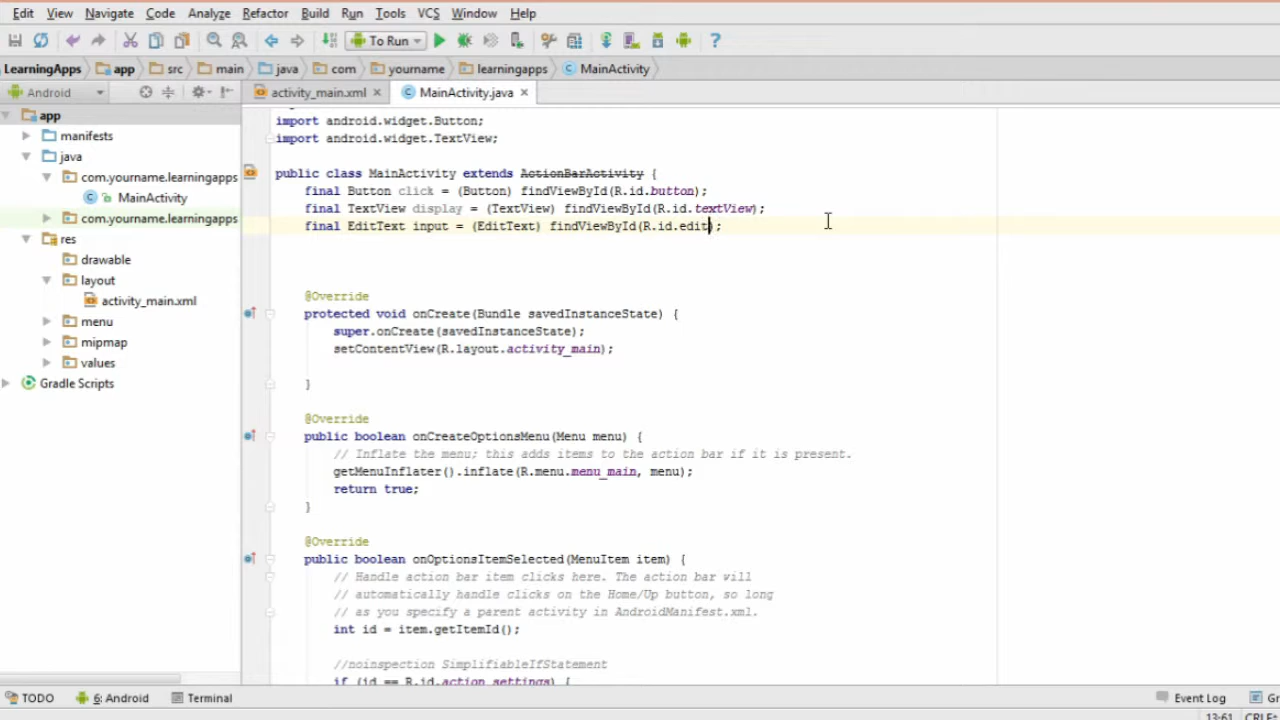 Edit View Navigate Code Analyze Refactor Build Run Tools VCS Window Help
To Run
LearningApps app src main java com yourname learningapps MainActivity
Android
activity_main.xml
MainActivity.java
app
manifests
java
com.yourname.learningapps
MainActivity
com.yourname.learningapps
res
drawable
layout
activity_main.xml
menu
mipmap
values
Gradle Scripts
import android.widget.Button;
import android.widget.TextView;
public class MainActivity extends ActionBarActivity {
final Button click = (Button) findViewById(R.id.button);
final TextView display = (TextView) findViewById(R.id.textView);
final EditText input = (EditText) findViewById(R.id.edit);
@Override
protected void onCreate(Bundle savedInstanceState) {
super.onCreate(savedInstanceState);
setContentView(R.layout.activity_main);
}
@Override
public boolean onCreateOptionsMenu(Menu menu) {
// Inflate the menu; this adds items to the action bar if it is present.
getMenuInflater().inflate(R.menu.menu_main, menu);
return true;
}
@Override
public boolean onOptionsItemSelected(MenuItem item) {
// Handle action bar item clicks here. The action bar will
// automatically handle clicks on the Home/Up button, so long
// as you specify a parent activity in AndroidManifest.xml.
int id = item.getItemId();
//noinspection SimplifiableIfStatement
if (id == R.id.action_settings) {
TODO 6: Android Terminal Event Log
13:61